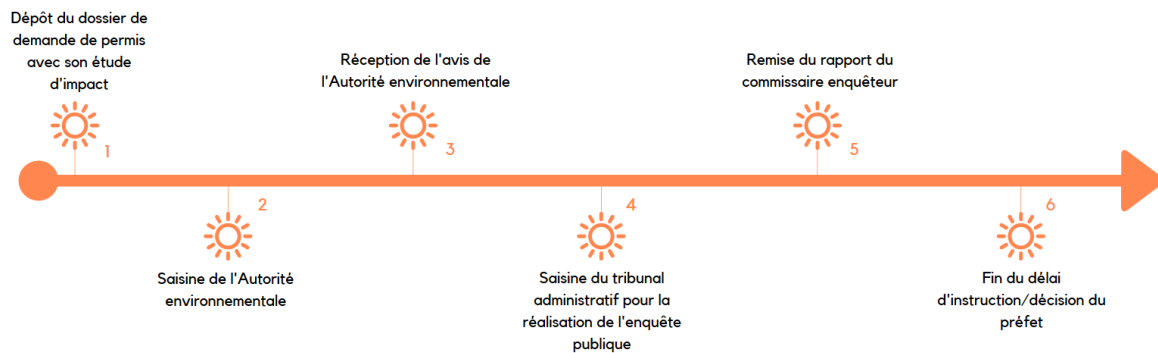 Dépôt du dossier de
demande de permis
avec son étude
d'impact
1
Saisine de l'Autorité
environnementale
2
Réception de l'avis de
l'Autorité environnementale
3
Saisine du tribunal
administratif pour la
réalisation de l'enquête
publique
4
Remise du rapport du
commissaire enquêteur
5
Fin du délai
d'instruction/décision du
préfet
6